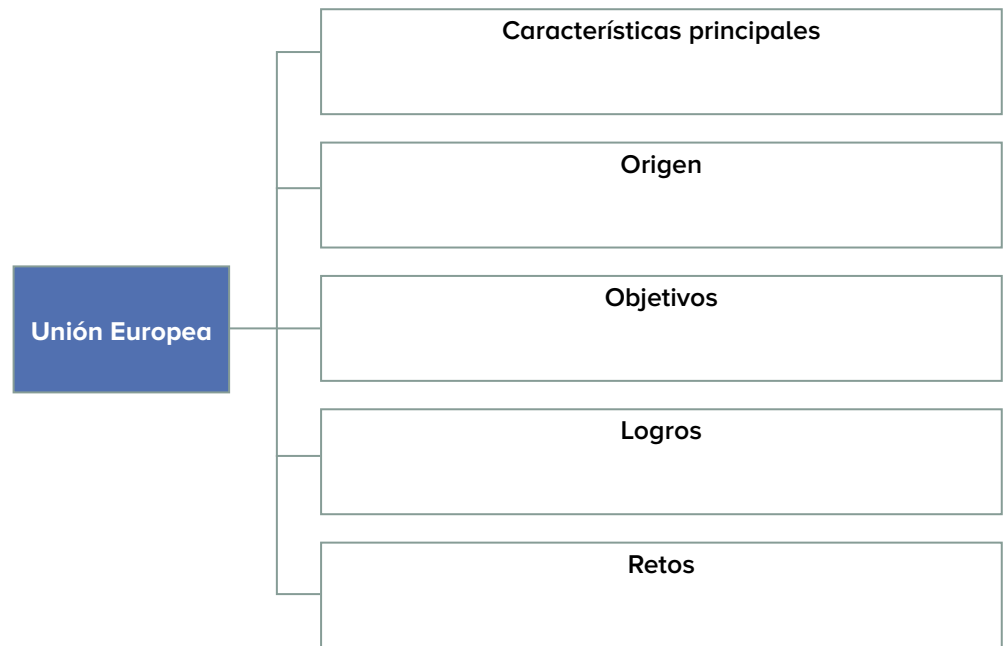 Características principales
Origen
Objetivos
Unión Europea
Logros
Retos